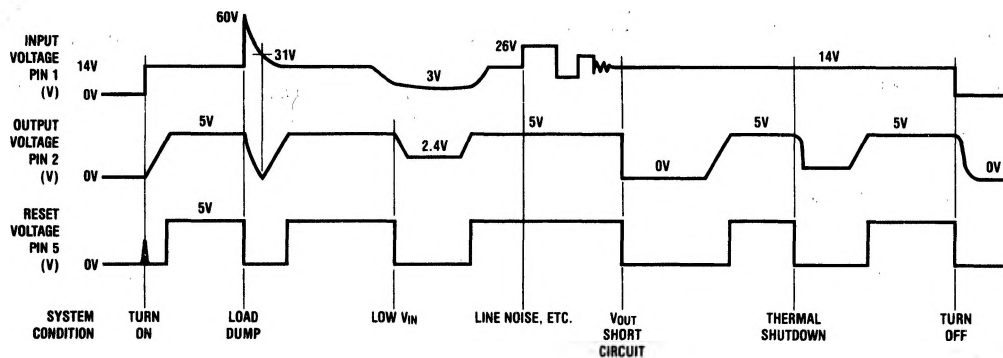 60V
INPUT
VOLTAGE
PIN 1
(V)
14V
0V
31V
3V
26V
14V
OUTPUT
VOLTAGE
PIN 2
(V)
0V
5V
2.4V
5V
0V
5V
5V
0V
RESET
VOLTAGE
PIN 5
(V)
0V
5V
SYSTEM
CONDITION
TURN
ON
LOAD
DUMP
LOW VIN
LINE NOISE, ETC.
VOUT
SHORT
CIRCUIT
THERMAL
SHUTDOWN
TURN
OFF